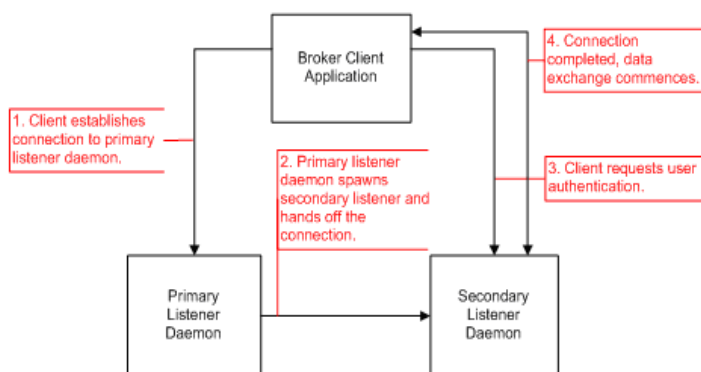 Broker Client
Application
4. Connection
completed, data
exchange commences.
1. Client establishes
connection to primary
listener daemon.
2. Primary listener
daemon spawns
secondary listener and
hands off the
connection.
3. Client requests user
authentication.
Primary
Listener
Daemon
Secondary
Listener
Daemon